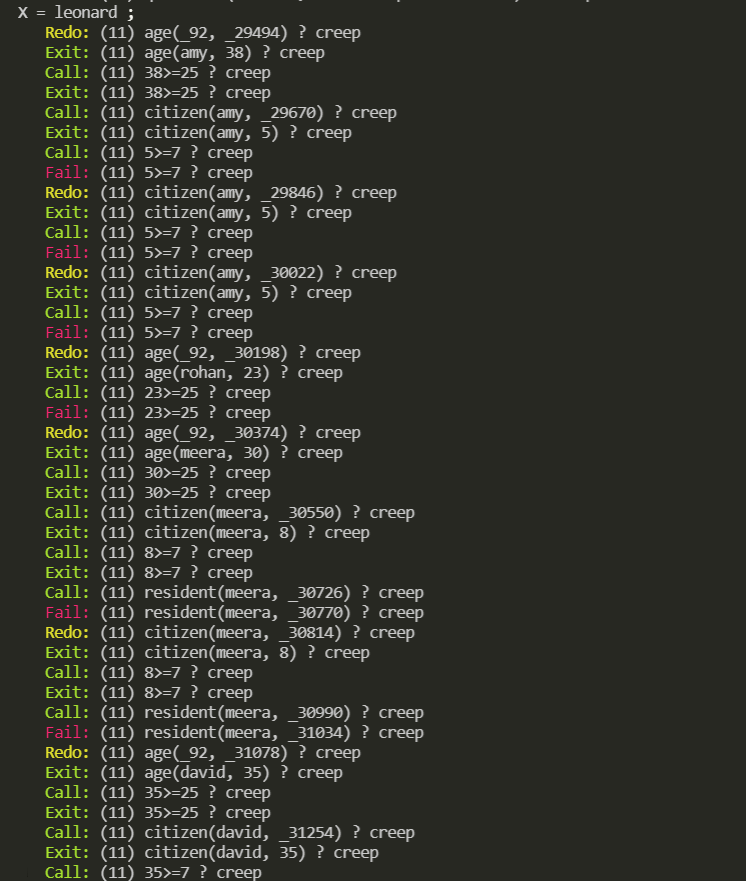 X = leonard ;
Redo: (11) age(_92, _29494) ? creep
Exit: (11) age(amy, 38) ? creep
Call: (11) 38>=25 ? creep
Exit: (11) 38>=25 ? creep
Call: (11) citizen(amy, _29670) ? creep
Exit: (11) citizen(amy, 5) ? creep
Call: (11) 5>=7 ? creep
Fail: (11) 5>=7 ? creep
Redo: (11) citizen(amy, _29846) ? creep
Exit: (11) citizen(amy, 5) ? creep
Call: (11) 5>=7 ? creep
Fail: (11) 5>=7 ? creep
Redo: (11) citizen(amy, _30022) ? creep
Exit: (11) citizen(amy, 5) ? creep
Call: (11) 5>=7 ? creep
Fail: (11) 5>=7 ? creep
Redo: (11) age(_92, _30198) ? creep
Exit: (11) age(rohan, 23) ? creep
Call: (11) 23>=25 ? creep
Fail: (11) 23>=25 ? creep
Redo: (11) age(_92, _30374) ? creep
Exit: (11) age(meera, 30) ? creep
Call: (11) 30>=25 ? creep
Exit: (11) 30>=25 ? creep
Call: (11) citizen(meera, _30550) ? creep
Exit: (11) citizen(meera, 8) ? creep
Call: (11) 8>=7 ? creep
Exit: (11) 8>=7 ? creep
Call: (11) resident(meera, _30726) ? creep
Fail: (11) resident(meera, _30770) ? creep
Redo: (11) citizen(meera, _30814) ? creep
Exit: (11) citizen(meera, 8) ? creep
Call: (11) 8>=7 ? creep
Exit: (11) 8>=7 ? creep
Call: (11) resident(meera, _30990) ? creep
Fail: (11) resident(meera, _31034) ? creep
Redo: (11) age(_92, _31078) ? creep
Exit: (11) age(david, 35) ? creep
Call: (11) 35>=25 ? creep
Exit: (11) 35>=25 ? creep
Call: (11) citizen(david, _31254) ? creep
Exit: (11) citizen(david, 35) ? creep
Call: (11) 35>=7 ? creep